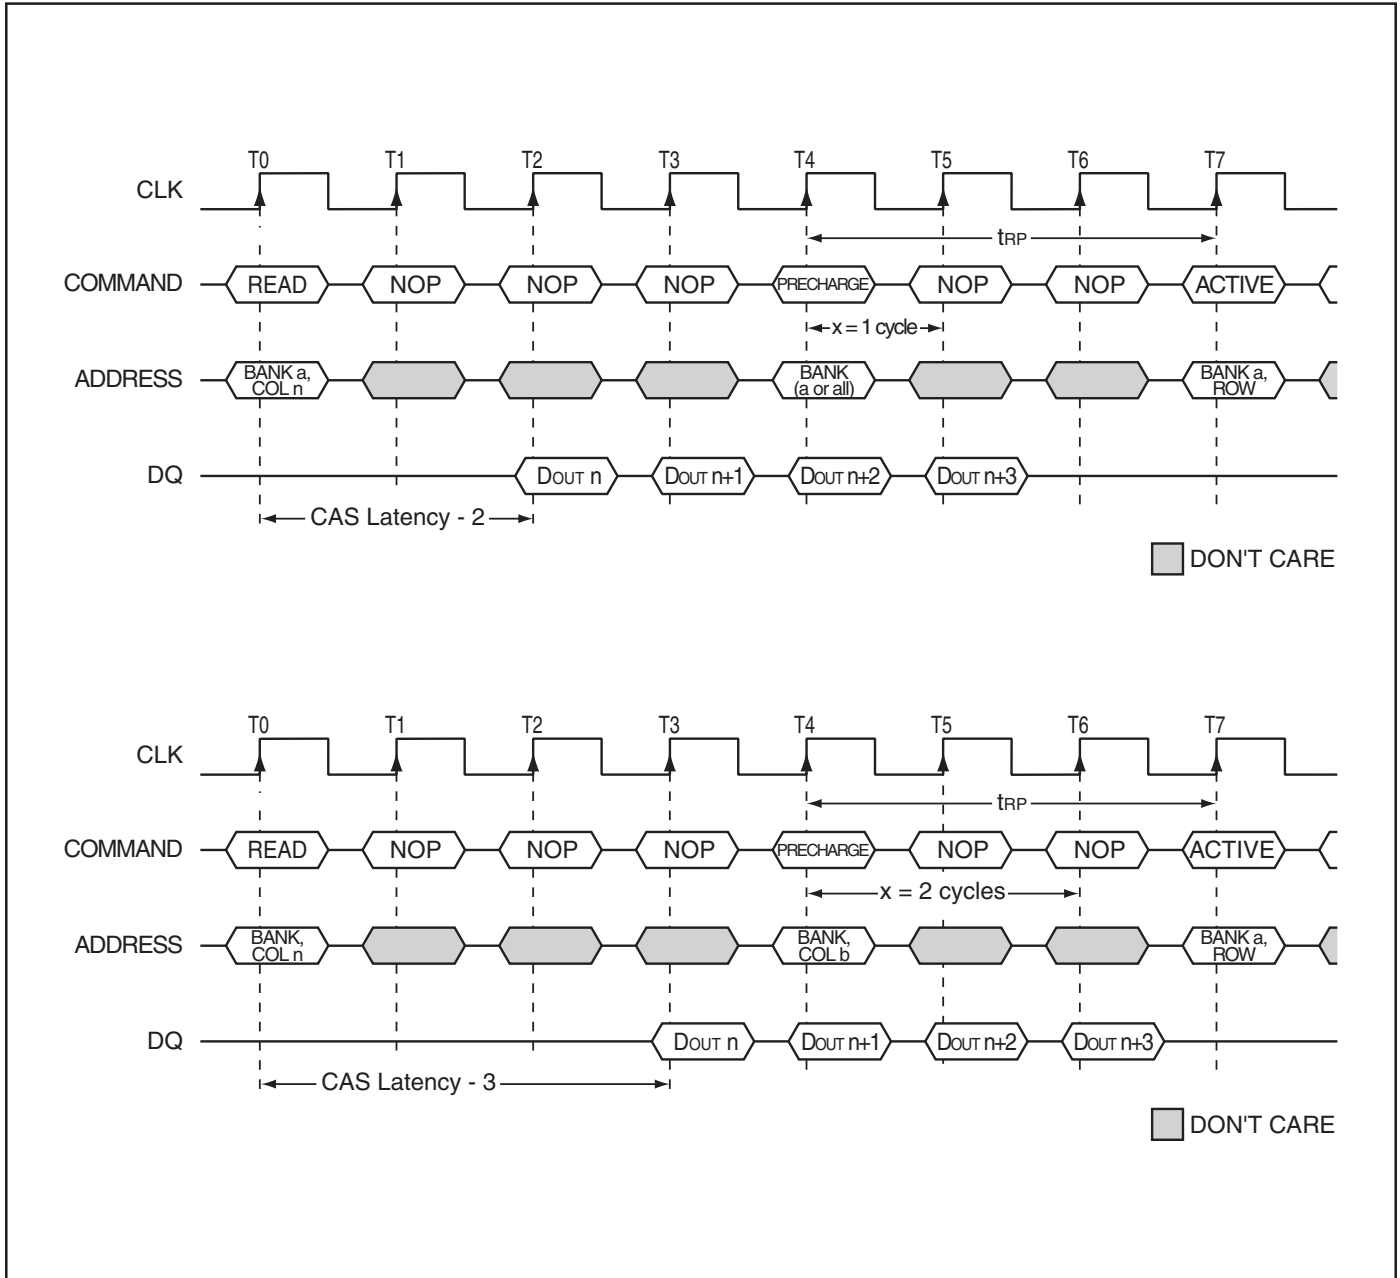 T0 T1 T2 T3 T4 T5 T6 T7
CLK
tRP
COMMAND READ NOP NOP NOP PRECHARGE NOP NOP ACTIVE
x = 1 cycle
ADDRESS BANK a, COL n BANK (a or all) BANK a, ROW
DQ DOUT n DOUT n+1 DOUT n+2 DOUT n+3
CAS Latency - 2
DON'T CARE
T0 T1 T2 T3 T4 T5 T6 T7
CLK
tRP
COMMAND READ NOP NOP NOP PRECHARGE NOP NOP ACTIVE
x = 2 cycles
ADDRESS BANK, COL n BANK, COL b BANK a, ROW
DQ DOUT n DOUT n+1 DOUT n+2 DOUT n+3
CAS Latency - 3
DON'T CARE